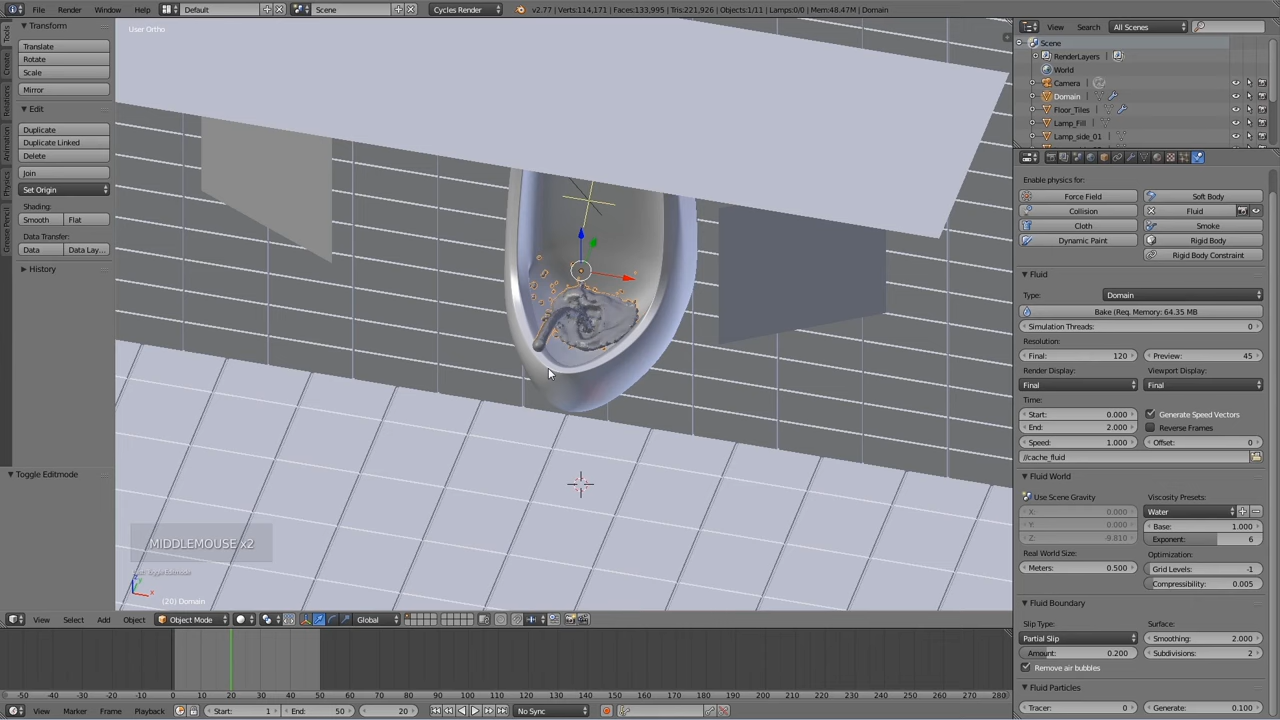 File Render Window Help Default Scene Cycles Render v2.77 | Verts:114,171 | Faces:133,995 | Tris:221,926 | Objects:1/11 | Lamps:0/0 | Mem:48.47M | Domain
Tools
Create
Relations
Animation
Physics
Grease Pencil
Transform
Translate
Rotate
Scale
Mirror
Edit
Duplicate
Duplicate Linked
Delete
Join
Set Origin
Shading:
Smooth Flat
Data Transfer:
Data Data Lay...
History
Toggle Editmode
User Ortho
MIDDLEMOUSE x2
(20) Domain
View Select Add Object Object Mode Global
-50 -40 -30 -20 -10 0 10 20 30 40 50 60 70 80 90 100 110 120 130 140 150 160 170 180 190 200 210 220 230 240 250 260 270 280
View Marker Frame Playback Start: 1 End: 50 20 No Sync
View Search All Scenes
Scene
RenderLayers
World
Camera
Domain
Floor_Tiles
Lamp_Fill
Lamp_side_01
Enable physics for:
Force Field Soft Body
Collision Fluid
Cloth Smoke
Dynamic Paint Rigid Body
Rigid Body Constraint
Fluid
Type: Domain
Bake (Req. Memory: 64.35 MB)
Simulation Threads: 0
Resolution:
Final: 120 Preview: 45
Render Display: Viewport Display:
Final Final
Time:
Start: 0.000 Generate Speed Vectors
End: 2.000 Reverse Frames
Speed: 1.000 Offset: 0
//cache_fluid
Fluid World
Use Scene Gravity Viscosity Presets:
X: 0.000 Water
Y: 0.000 Base: 1.000
Z: -9.810 Exponent: 6
Real World Size: Optimization:
Meters: 0.500 Grid Levels: -1
Compressibility: 0.005
Fluid Boundary
Slip Type: Surface:
Partial Slip Smoothing: 2.000
Amount: 0.200 Subdivisions: 2
Remove air bubbles
Fluid Particles
Tracer: 0 Generate: 0.100